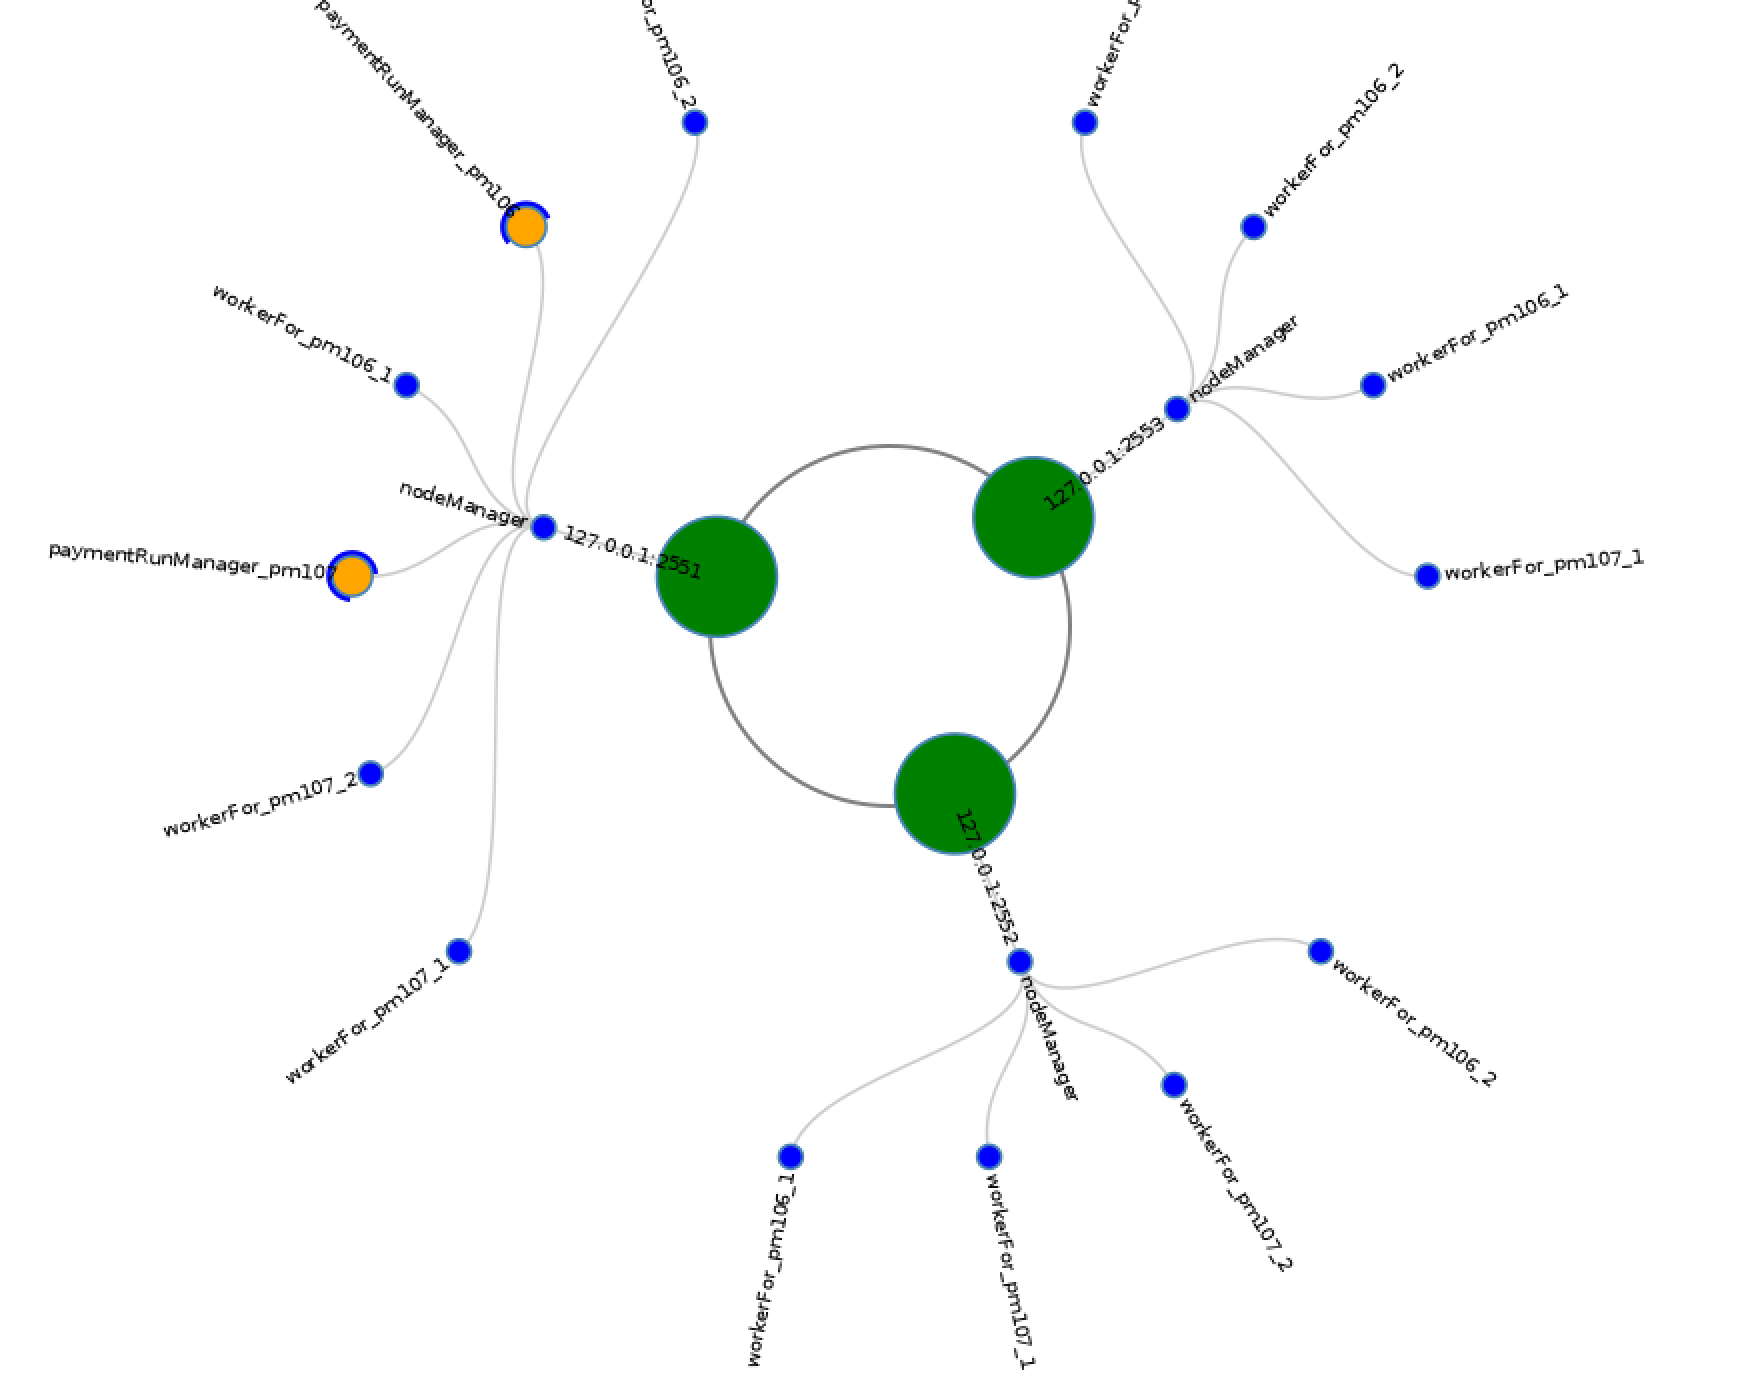 paymentRunManager_pm106
or_pm106_2
workerFor_pm106_1
nodeManager
127.0.0.1:2551
paymentRunManager_pm107
workerFor_pm107_2
workerFor_pm107_1
workerFor_
workerFor_pm106_2
workerFor_pm106_1
nodeManager
127.0.0.1:2553
workerFor_pm107_1
127.0.0.1:2552
nodeManager
workerFor_pm106_2
workerFor_pm107_2
workerFor_pm107_1
workerFor_pm106_1